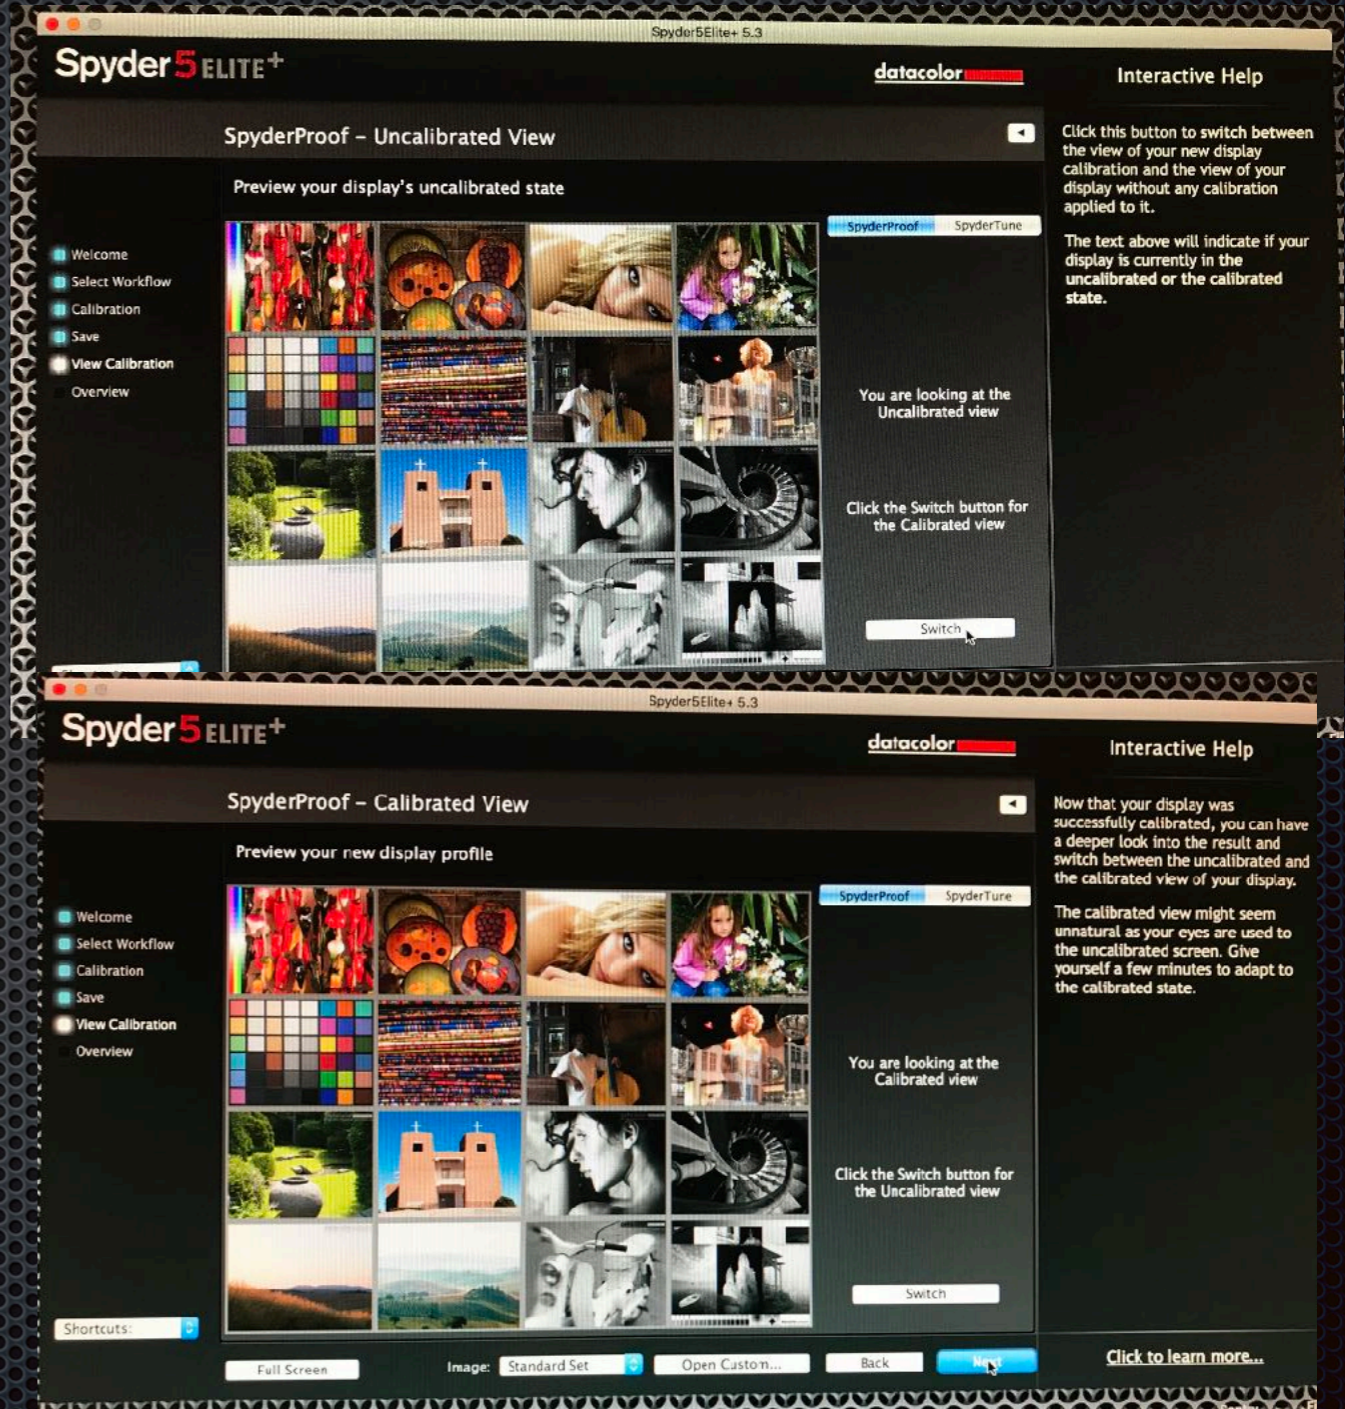 Spyder5Elite+ 5.3
Spyder5ELITE+
datacolor
Interactive Help
SpyderProof – Uncalibrated View
Preview your display's uncalibrated state
Welcome
Select Workflow
Calibration
Save
View Calibration
Overview
SpyderProof
SpyderTune
You are looking at the
Uncalibrated view
Click the Switch button for
the Calibrated view
Switch
Click this button to switch between
the view of your new display
calibration and the view of your
display without any calibration
applied to it.
The text above will indicate if your
display is currently in the
uncalibrated or the calibrated
state.
Spyder5Elite+ 5.3
Spyder5ELITE+
datacolor
Interactive Help
SpyderProof – Calibrated View
Preview your new display profile
Welcome
Select Workflow
Calibration
Save
View Calibration
Overview
Shortcuts:
SpyderProof
SpyderTune
You are looking at the
Calibrated view
Click the Switch button for
the Uncalibrated view
Switch
Now that your display was
successfully calibrated, you can have
a deeper look into the result and
switch between the uncalibrated and
the calibrated view of your display.
The calibrated view might seem
unnatural as your eyes are used to
the uncalibrated screen. Give
yourself a few minutes to adapt to
the calibrated state.
Full Screen
Image:
Standard Set
Open Custom...
Back
Next
Click to learn more...